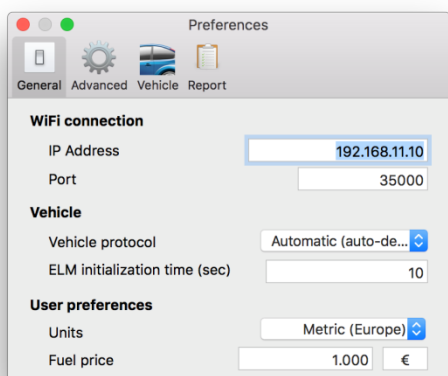 Preferences
General Advanced Vehicle Report
WiFi connection
IP Address 192.168.11.10
Port 35000
Vehicle
Vehicle protocol Automatic (auto-de...
ELM initialization time (sec) 10
User preferences
Units Metric (Europe)
Fuel price 1.000 €